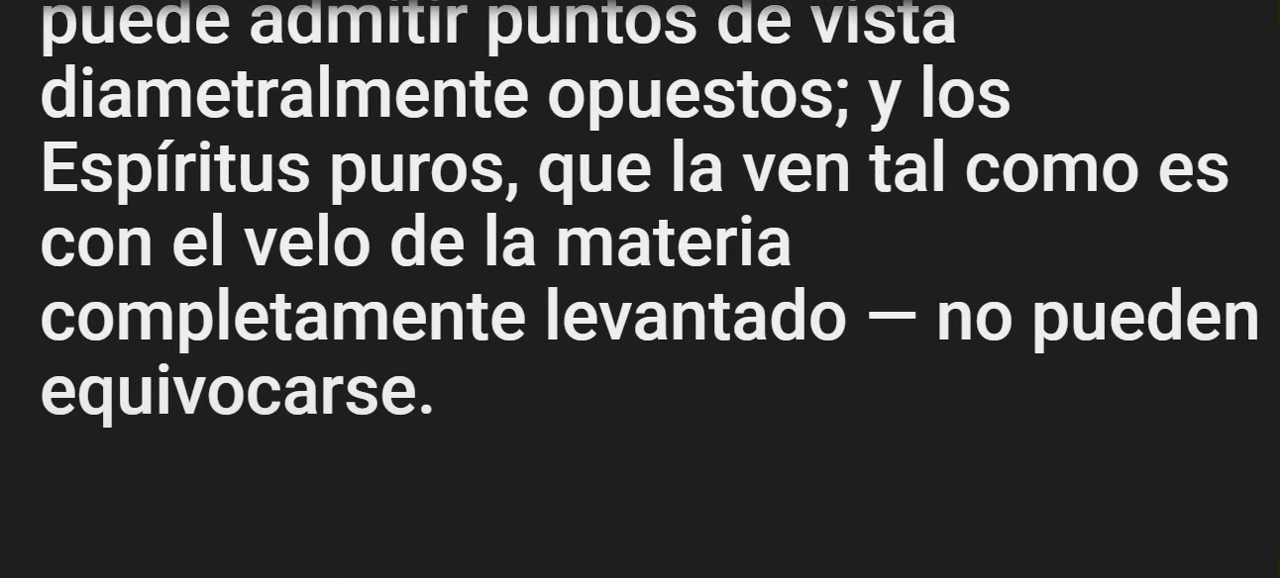 puede admitir puntos de vista
diametralmente opuestos; y los
Espíritus puros, que la ven tal como es
con el velo de la materia
completamente levantado — no pueden
equivocarse.